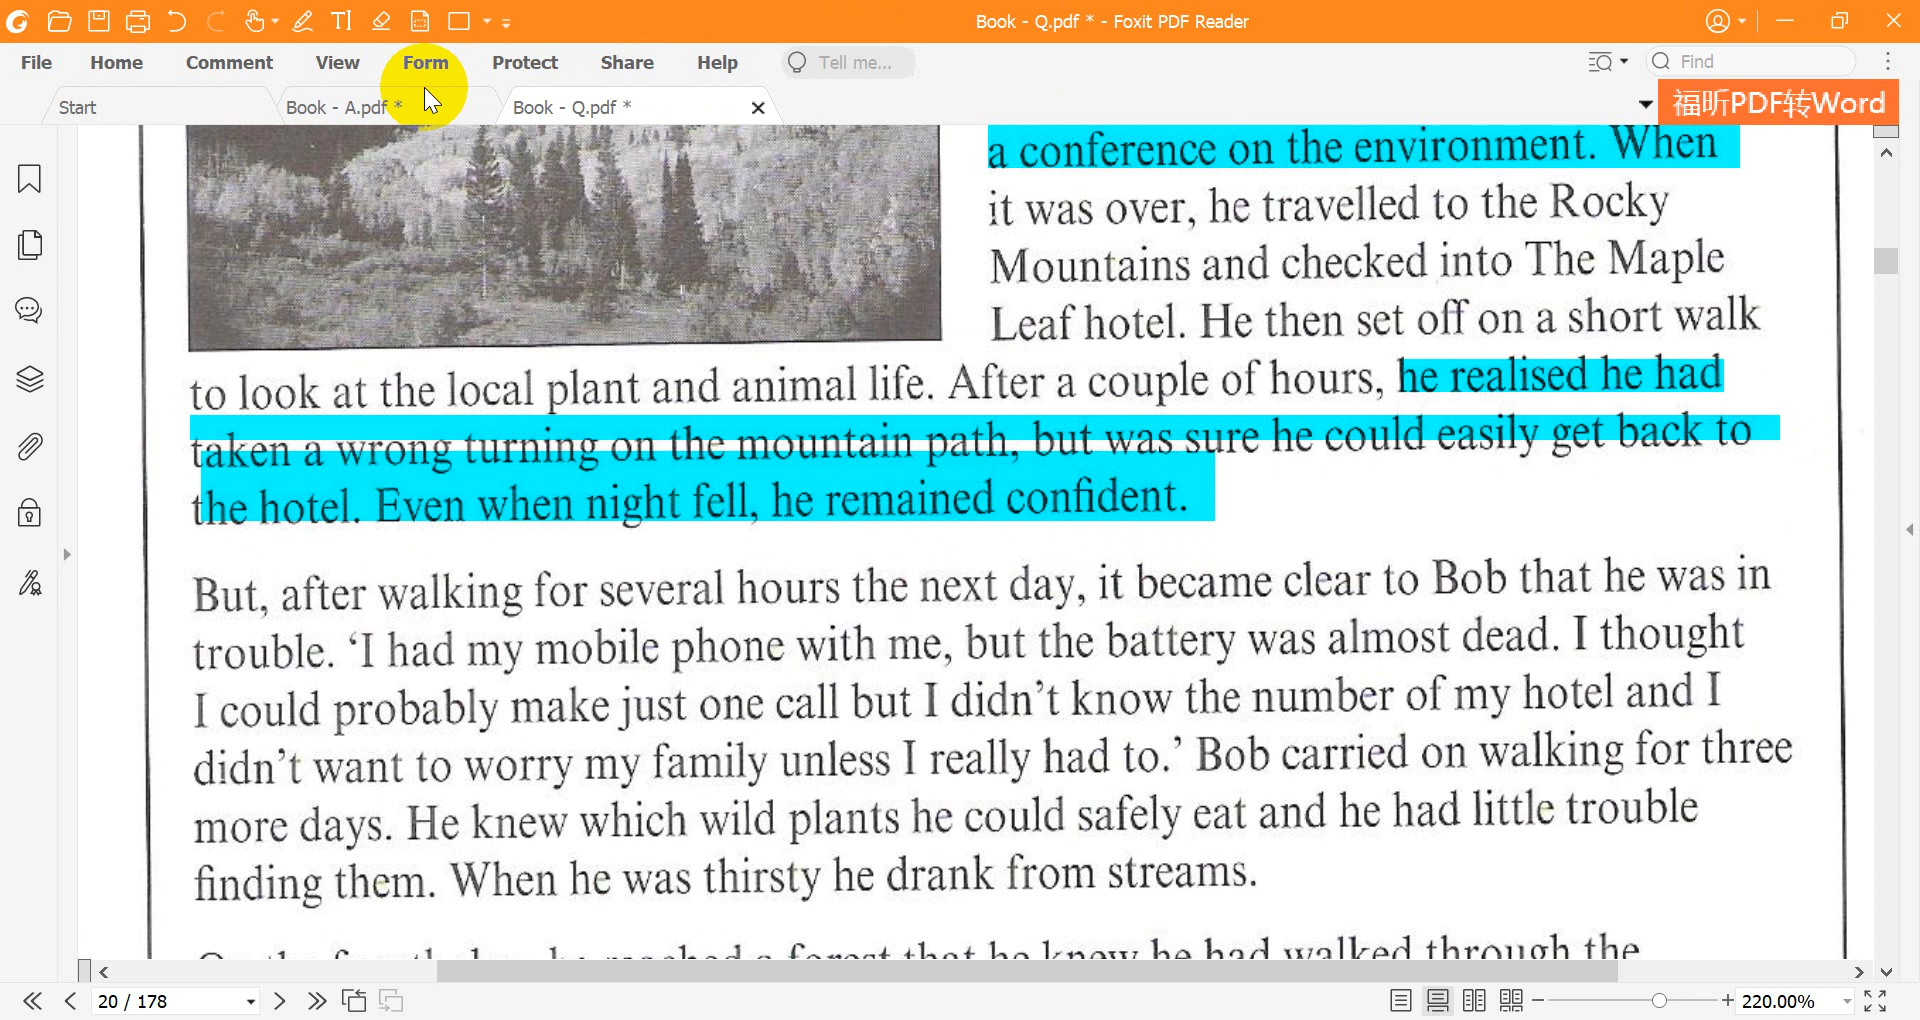 Book - Q.pdf * - Foxit PDF Reader
File Home Comment View Form Protect Share Help Tell me... Find
Start Book - A.pdf * Book - Q.pdf * 福昕PDF转Word
a conference on the environment. When
it was over, he travelled to the Rocky
Mountains and checked into The Maple
Leaf hotel. He then set off on a short walk
to look at the local plant and animal life. After a couple of hours, he realised he had
taken a wrong turning on the mountain path, but was sure he could easily get back to
the hotel. Even when night fell, he remained confident.
But, after walking for several hours the next day, it became clear to Bob that he was in
trouble. ‘I had my mobile phone with me, but the battery was almost dead. I thought
I could probably make just one call but I didn’t know the number of my hotel and I
didn’t want to worry my family unless I really had to.’ Bob carried on walking for three
more days. He knew which wild plants he could safely eat and he had little trouble
finding them. When he was thirsty he drank from streams.
reached a forest that he knew he had walked through the
20 / 178 220.00%